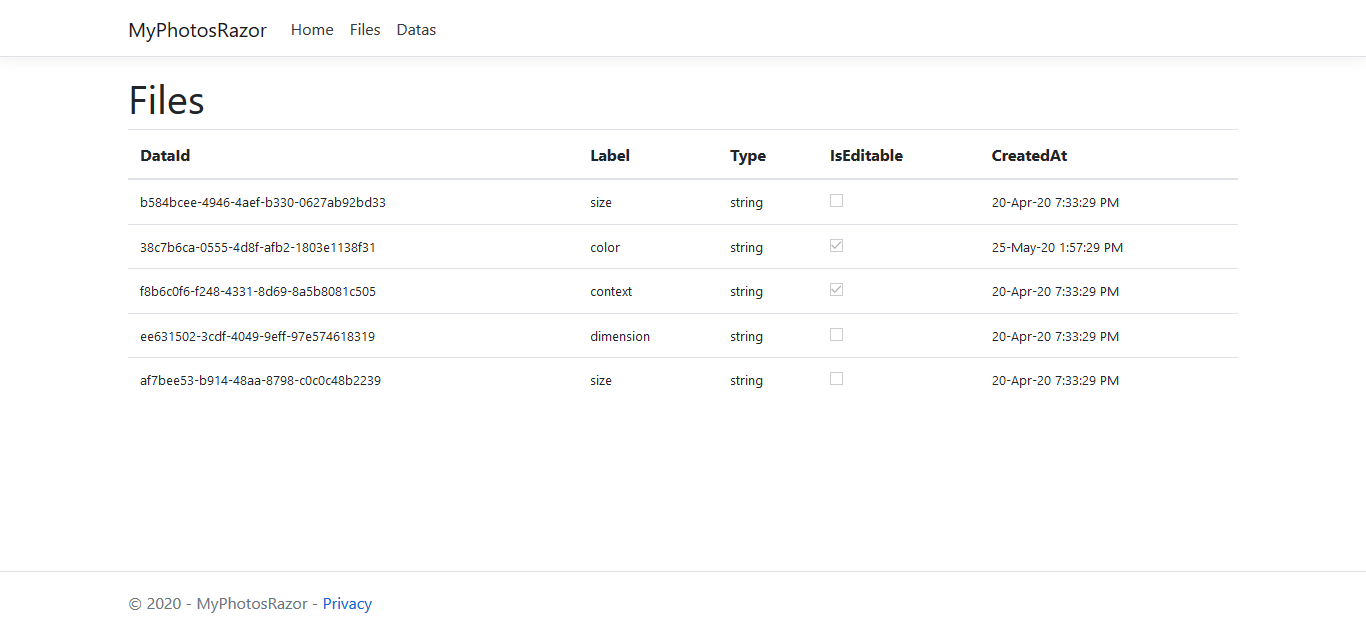 MyPhotosRazor Home Files Datas
Files
DataId Label Type IsEditable CreatedAt
b584bcee-4946-4aef-b330-0627ab92bd33 size string 20-Apr-20 7:33:29 PM
38c7b6ca-0555-4d8f-afb2-1803e1138f31 color string 25-May-20 1:57:29 PM
f8b6c0f6-f248-4331-8d69-8a5b8081c505 context string 20-Apr-20 7:33:29 PM
ee631502-3cdf-4049-9eff-97e574618319 dimension string 20-Apr-20 7:33:29 PM
af7bee53-b914-48aa-8798-c0c0c48b2239 size string 20-Apr-20 7:33:29 PM
© 2020 - MyPhotosRazor - Privacy